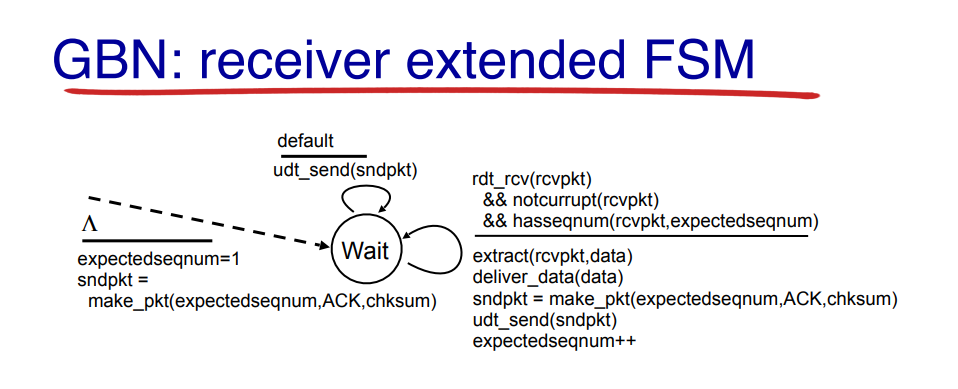 GBN: receiver extended FSM
default
udt_send(sndpkt)
rdt_rcv(rcvpkt)
&& notcurrupt(rcvpkt)
&& hasseqnum(rcvpkt,expectedseqnum)
Λ
Wait
expectedseqnum=1
sndpkt =
make_pkt(expectedseqnum,ACK,chksum)
extract(rcvpkt,data)
deliver_data(data)
sndpkt = make_pkt(expectedseqnum,ACK,chksum)
udt_send(sndpkt)
expectedseqnum++